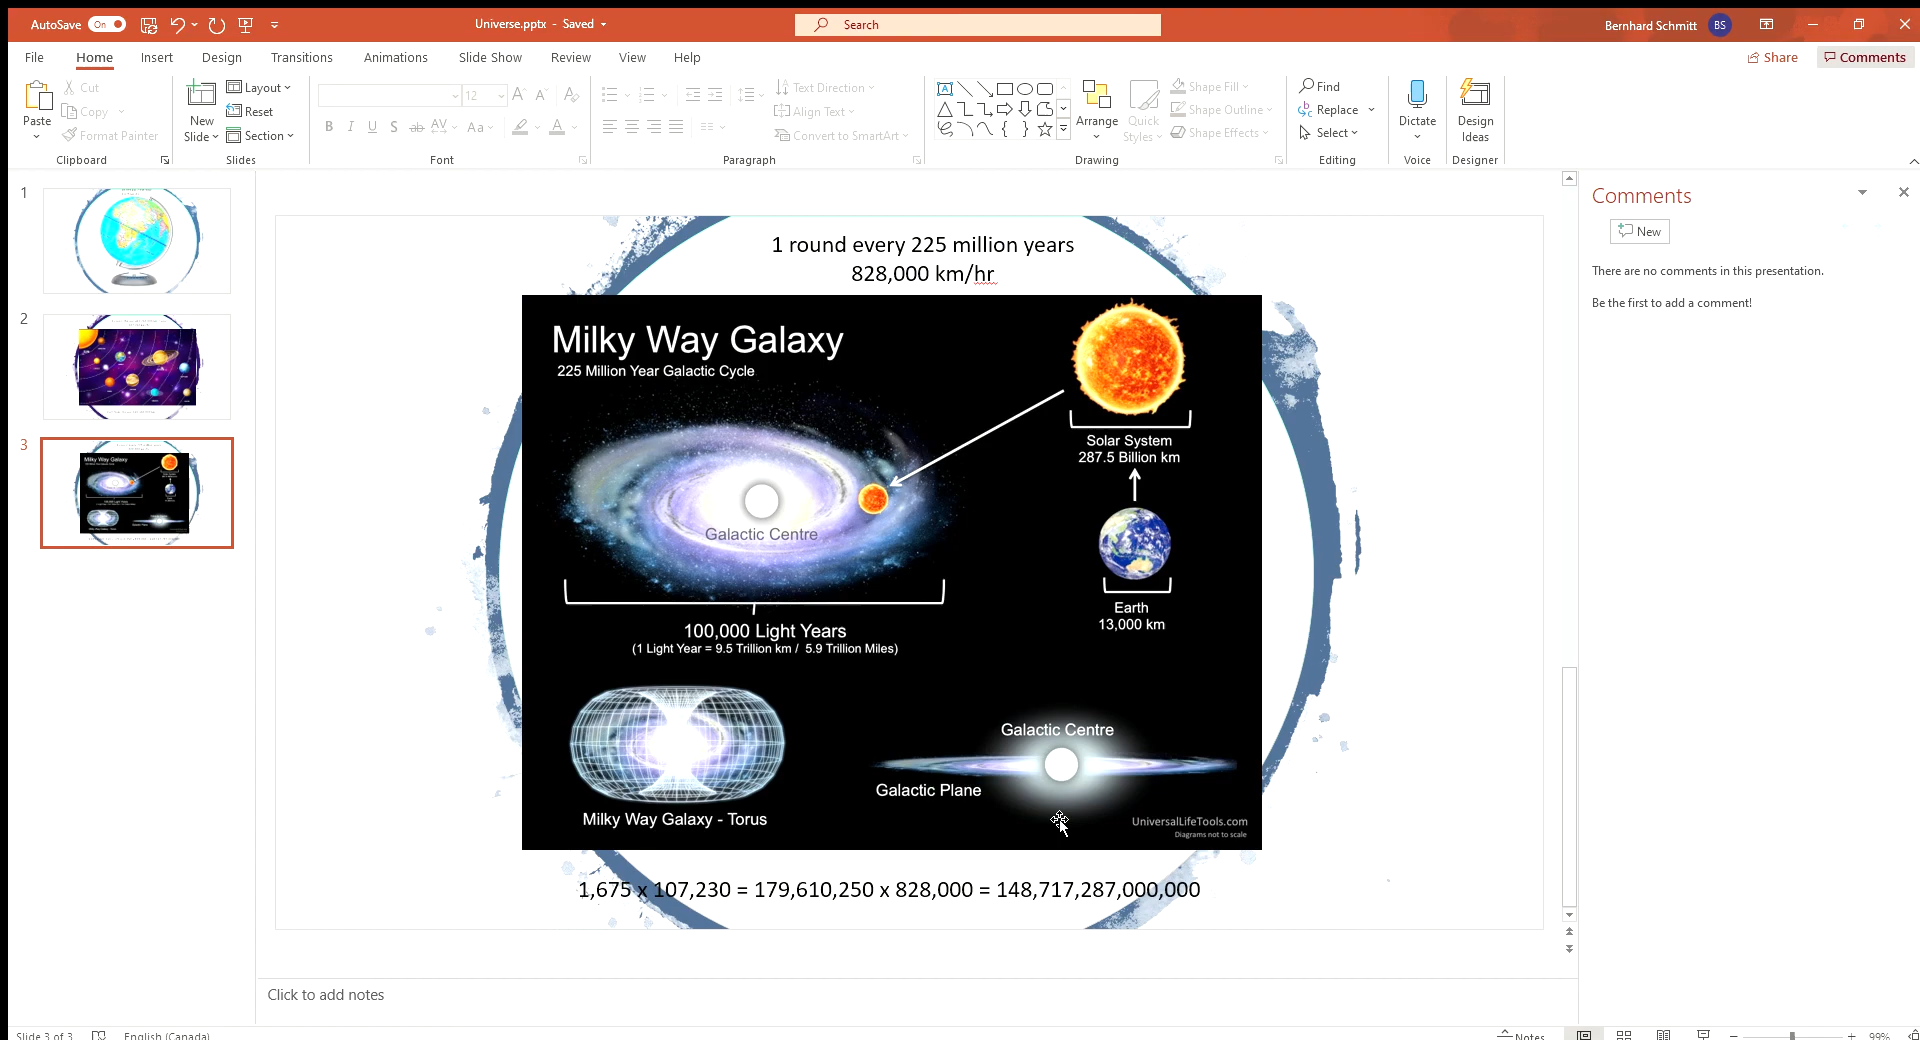 AutoSave On Universe.pptx - Saved Search Bernhard Schmitt BS
File Home Insert Design Transitions Animations Slide Show Review View Help Share Comments
Paste Cut Copy Format Painter
Clipboard
New Slide Layout Reset Section
Slides
12
B I U S ab AV Aa A
Font
Text Direction Align Text Convert to SmartArt
Paragraph
Arrange Quick Styles Shape Fill Shape Outline Shape Effects
Drawing
Find Replace Select
Editing
Dictate
Voice
Design Ideas
Designer
1
2
3
1 round every 225 million years
828,000 km/hr
Milky Way Galaxy
225 Million Year Galactic Cycle
Solar System
287.5 Billion km
Galactic Centre
Earth
13,000 km
100,000 Light Years
(1 Light Year = 9.5 Trillion km / 5.9 Trillion Miles)
Galactic Centre
Galactic Plane
Milky Way Galaxy - Torus
UniversalLifeTools.com
Diagrams not to scale
1,675 x 107,230 = 179,610,250 x 828,000 = 148,717,287,000,000
Comments
New
There are no comments in this presentation.
Be the first to add a comment!
Click to add notes
Slide 3 of 3 English (Canada) Notes 99%